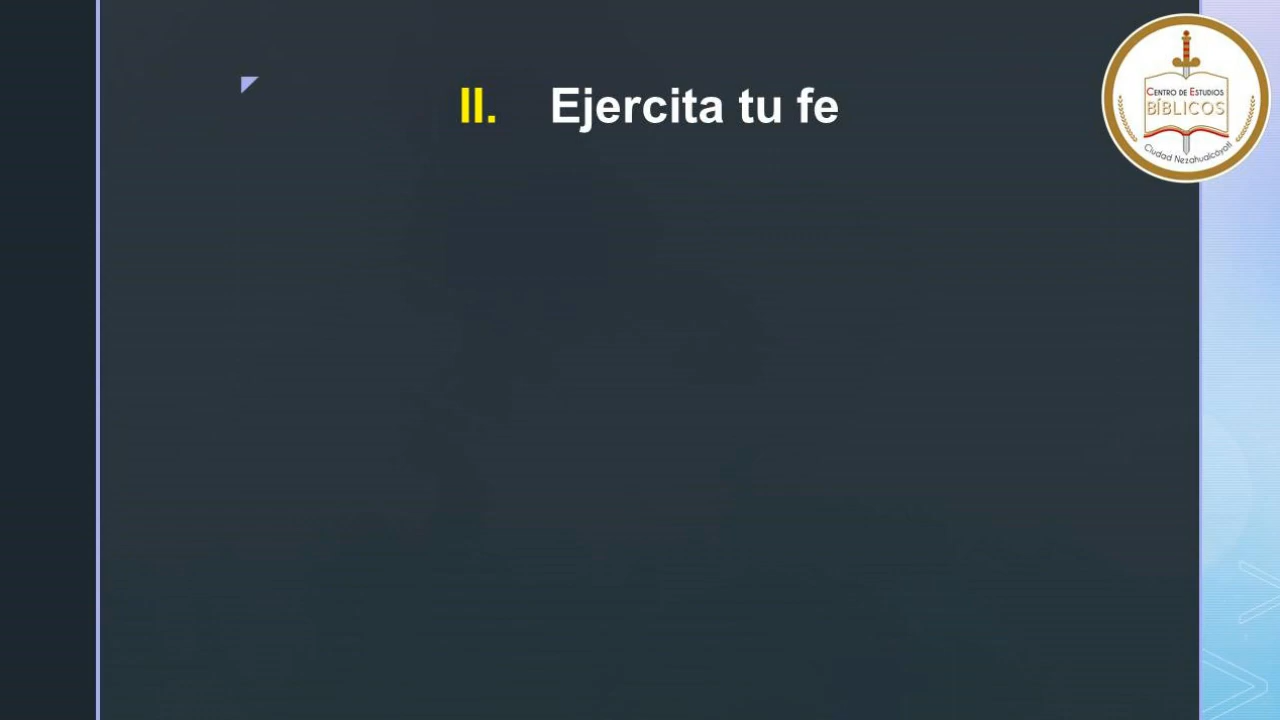 II. Ejercita tu fe
CENTRO DE ESTUDIOS
BÍBLICOS
Ciudad Nezahualcóyotl